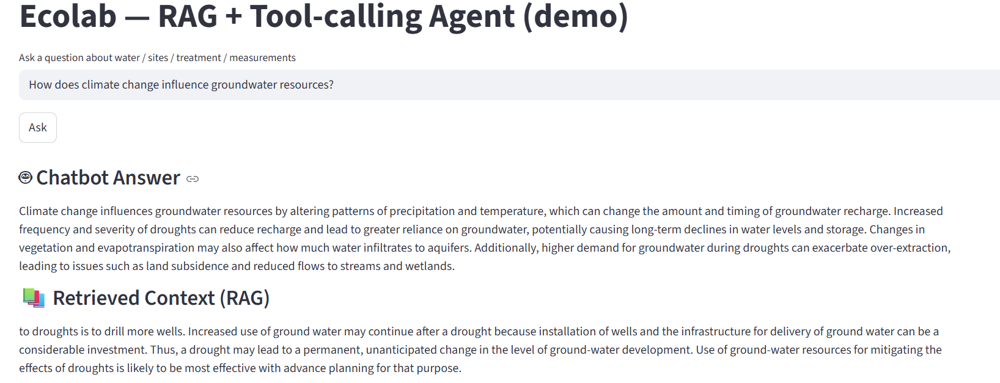 Ecolab — RAG + Tool-calling Agent (demo)
Ask a question about water / sites / treatment / measurements
How does climate change influence groundwater resources?
Ask
Chatbot Answer
Climate change influences groundwater resources by altering patterns of precipitation and temperature, which can change the amount and timing of groundwater recharge. Increased
frequency and severity of droughts can reduce recharge and lead to greater reliance on groundwater, potentially causing long-term declines in water levels and storage. Changes in
vegetation and evapotranspiration may also affect how much water infiltrates to aquifers. Additionally, higher demand for groundwater during droughts can exacerbate over-extraction,
leading to issues such as land subsidence and reduced flows to streams and wetlands.
Retrieved Context (RAG)
to droughts is to drill more wells. Increased use of ground water may continue after a drought because installation of wells and the infrastructure for delivery of ground water can be a
considerable investment. Thus, a drought may lead to a permanent, unanticipated change in the level of ground-water development. Use of ground-water resources for mitigating the
effects of droughts is likely to be most effective with advance planning for that purpose.